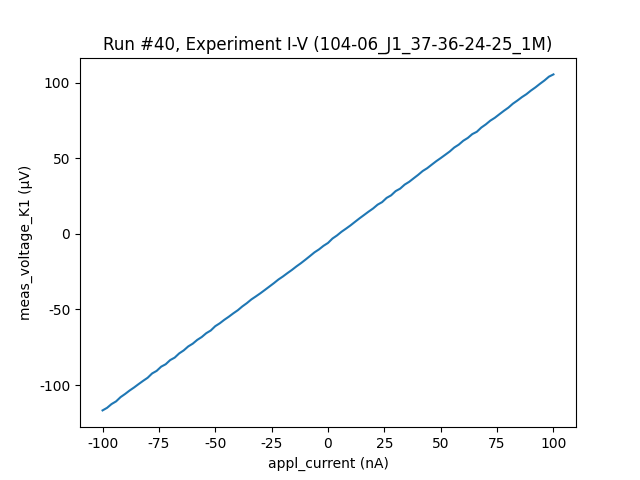 Run #40, Experiment I-V (104-06_J1_37-36-24-25_1M)
100
50
0
-50
-100
meas_voltage_K1 (μV)
-100 -75 -50 -25 0 25 50 75 100
appl_current (nA)